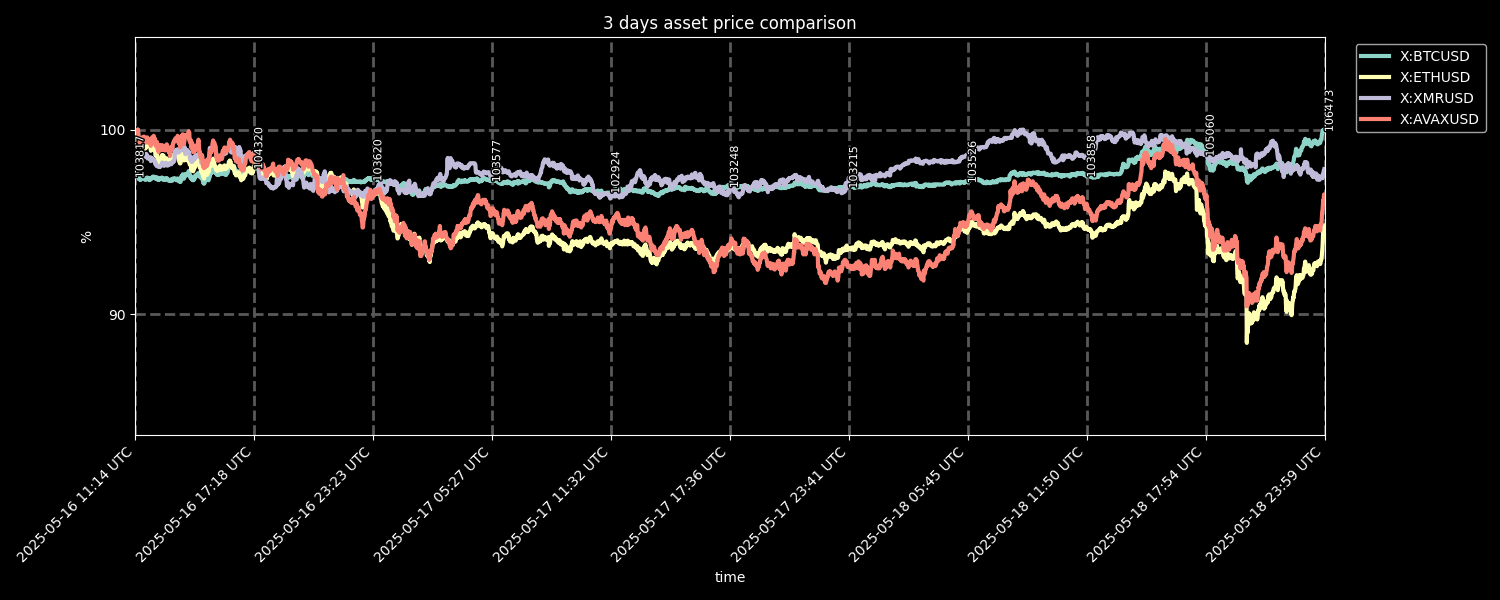 3 days asset price comparison
X:BTCUSD
X:ETHUSD
X:XMRUSD
X:AVAXUSD
100
90
%
104320
103620
103577
102924
103248
103215
103526
103858
105060
106473
2025-05-16 11:14 UTC
2025-05-16 17:18 UTC
2025-05-16 23:23 UTC
2025-05-17 05:27 UTC
2025-05-17 11:32 UTC
2025-05-17 17:36 UTC
2025-05-17 23:41 UTC
2025-05-18 05:45 UTC
2025-05-18 11:50 UTC
2025-05-18 17:54 UTC
2025-05-18 23:59 UTC
time